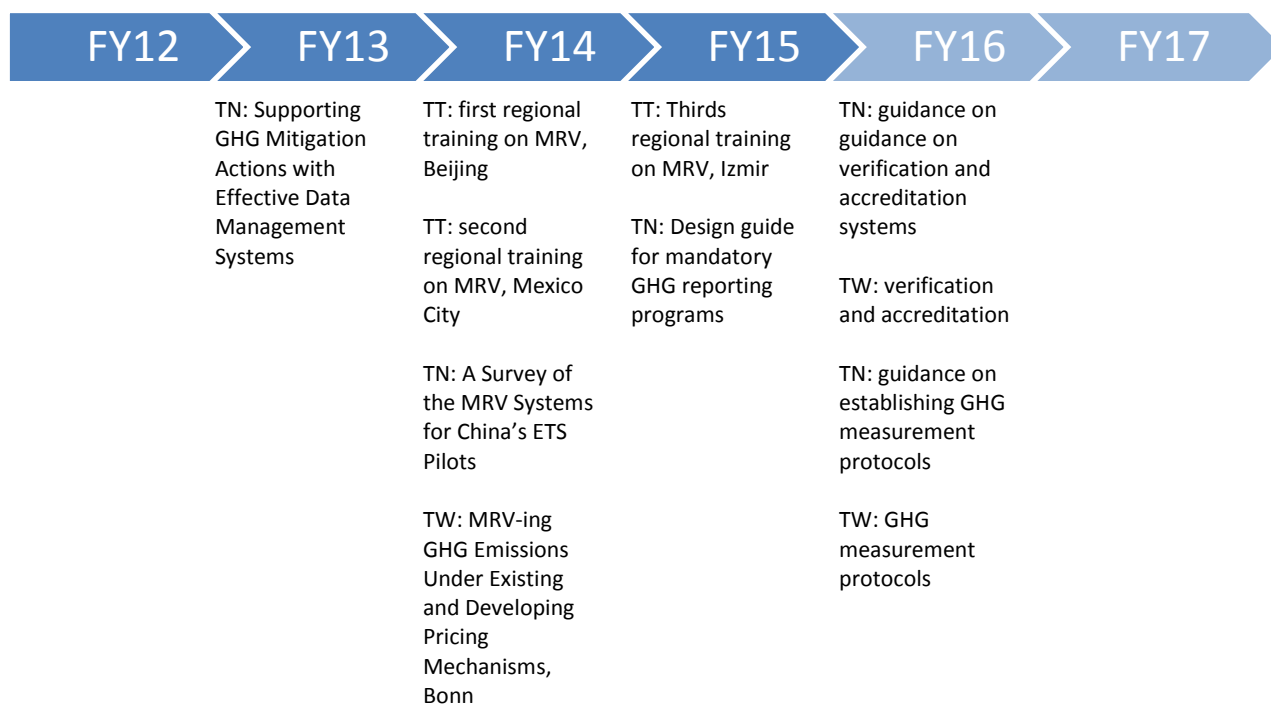 FY12 FY13 FY14 FY15 FY16 FY17
TN: Supporting
GHG Mitigation
Actions with
Effective Data
Management
Systems
TT: first regional
training on MRV,
Beijing
TT: second
regional training
on MRV, Mexico
City
TN: A Survey of
the MRV Systems
for China’s ETS
Pilots
TW: MRV-ing
GHG Emissions
Under Existing
and Developing
Pricing
Mechanisms,
Bonn
TT: Thirds
regional training
on MRV, Izmir
TN: Design guide
for mandatory
GHG reporting
programs
TN: guidance on
guidance on
verification and
accreditation
systems
TW: verification
and accreditation
TN: guidance on
establishing GHG
measurement
protocols
TW: GHG
measurement
protocols